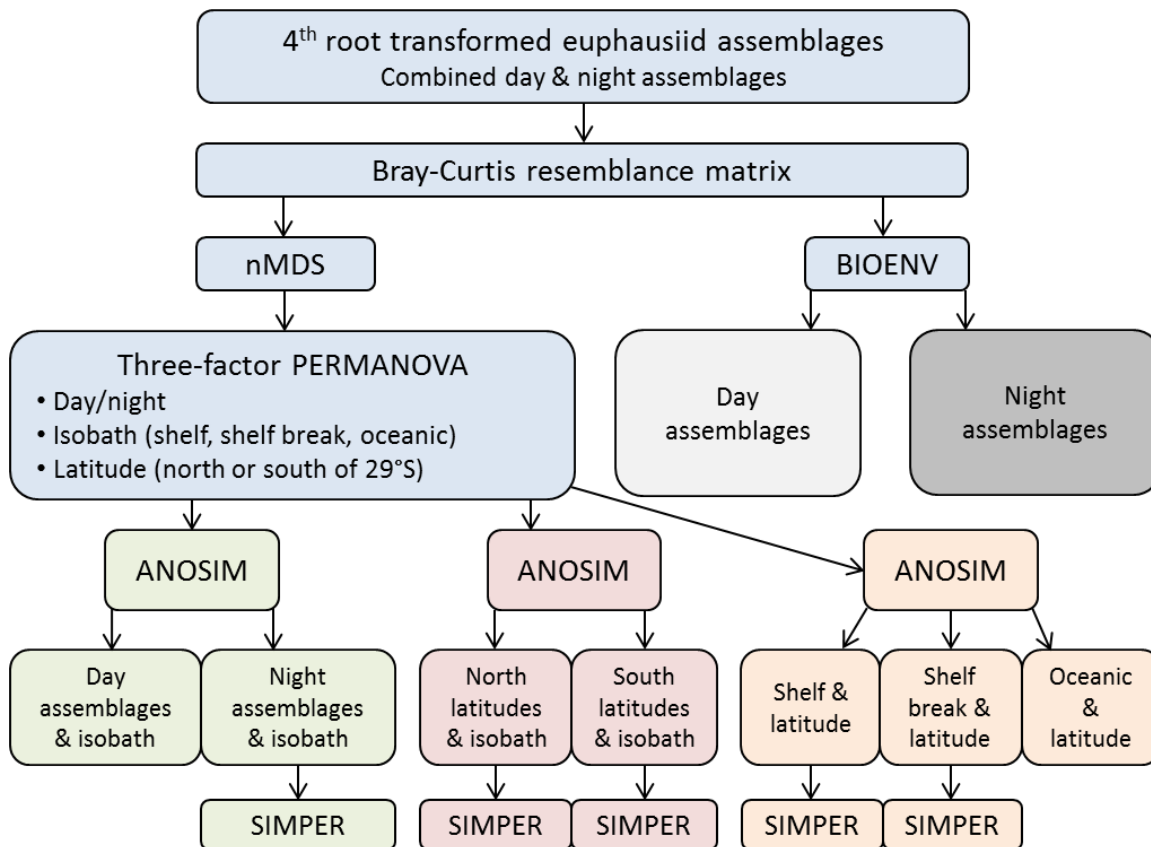 4th root transformed euphausiid assemblages
Combined day & night assemblages
Bray-Curtis resemblance matrix
nMDS
BIOENV
Three-factor PERMANOVA
• Day/night
• Isobath (shelf, shelf break, oceanic)
• Latitude (north or south of 29°S)
Day
assemblages
Night
assemblages
ANOSIM
ANOSIM
ANOSIM
Day
assemblages
& isobath
Night
assemblages
& isobath
North
latitudes
& isobath
South
latitudes
& isobath
Shelf &
latitude
Shelf
break &
latitude
Oceanic
&
latitude
SIMPER
SIMPER
SIMPER
SIMPER
SIMPER